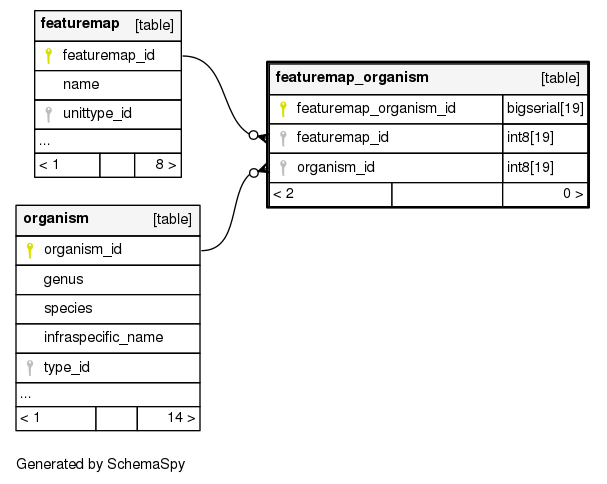 featuremap [table]
featuremap_id
name
unittype_id
...
< 1 8 >
featuremap_organism [table]
featuremap_organism_id bigserial[19]
featuremap_id int8[19]
organism_id int8[19]
< 2 0 >
organism [table]
organism_id
genus
species
infraspecific_name
type_id
...
< 1 14 >
Generated by SchemaSpy